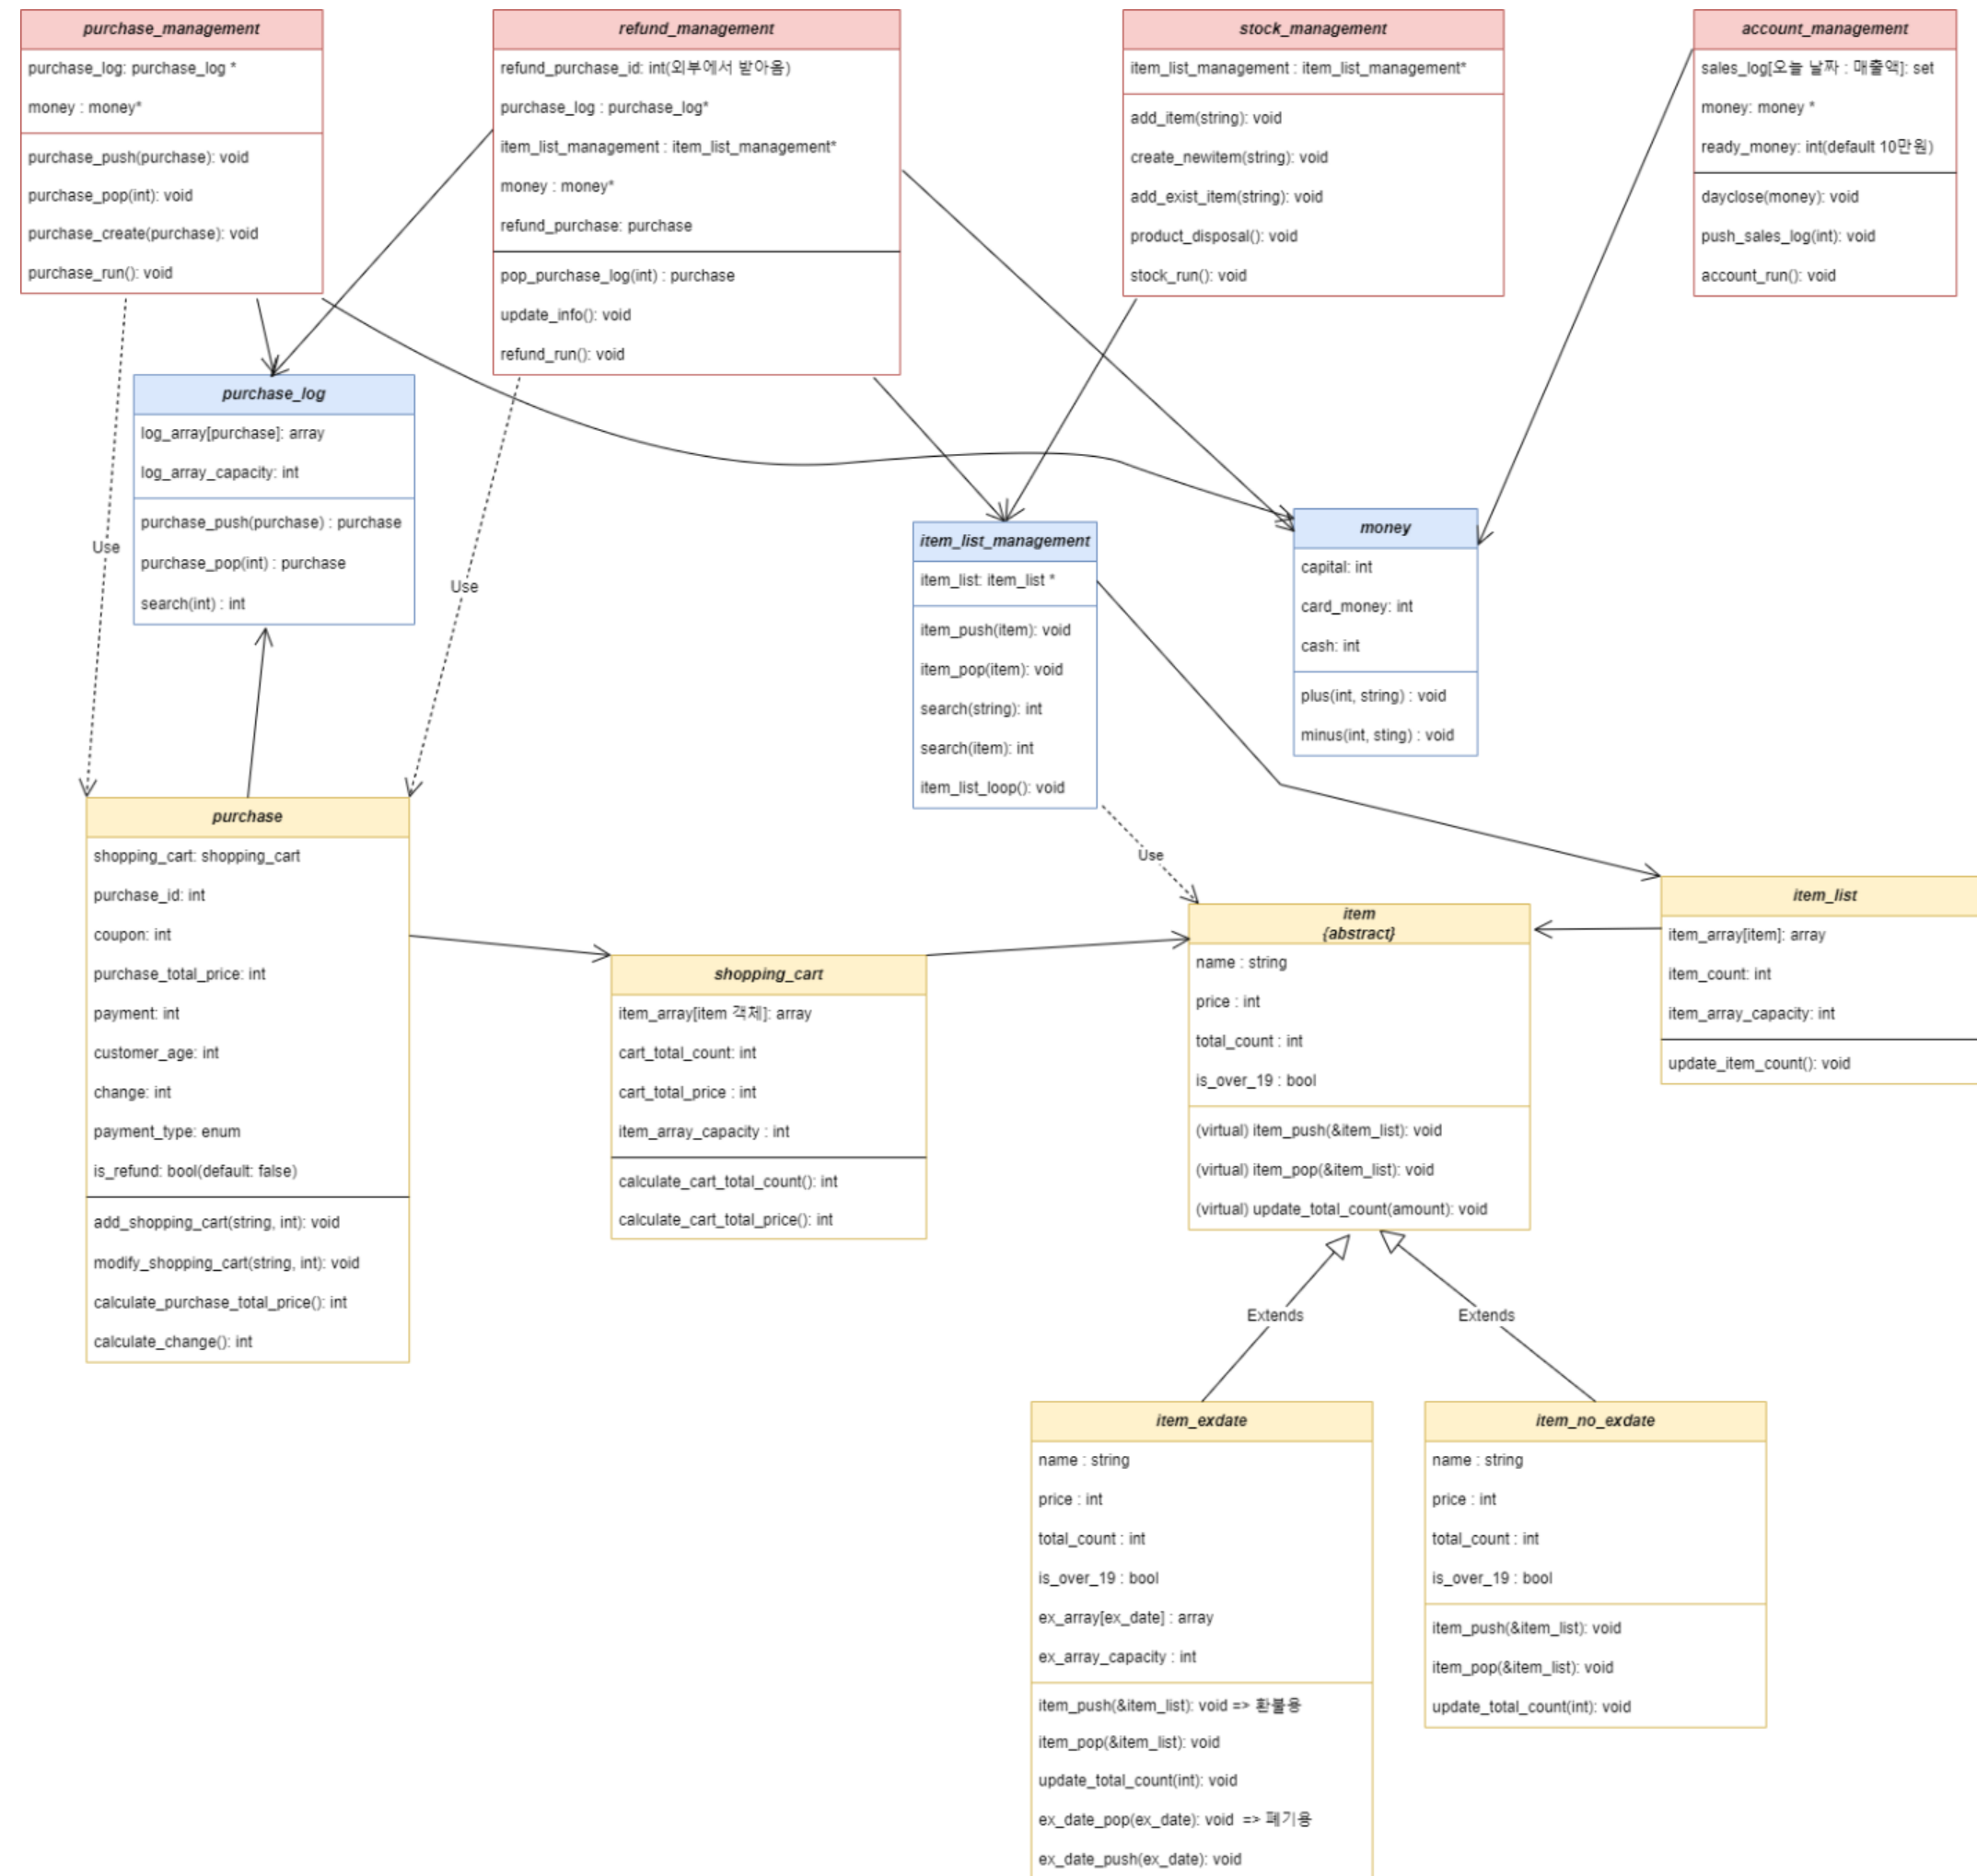 purchase_management
purchase_log: purchase_log *
money : money*
purchase_push(purchase): void
purchase_pop(int): void
purchase_create(purchase): void
purchase_run(): void
refund_management
refund_purchase_id: int(외부에서 받아옴)
purchase_log : purchase_log*
item_list_management : item_list_management*
money : money*
refund_purchase: purchase
pop_purchase_log(int) : purchase
update_info(): void
refund_run(): void
stock_management
item_list_management : item_list_management*
add_item(string): void
create_newitem(string): void
add_exist_item(string): void
product_disposal(): void
stock_run(): void
account_management
sales_log[오늘 날짜 : 매출액]: set
money: money *
ready_money: int(default 10만원)
dayclose(money): void
push_sales_log(int): void
account_run(): void
purchase_log
log_array[purchase]: array
log_array_capacity: int
purchase_push(purchase) : purchase
purchase_pop(int) : purchase
search(int) : int
Use
Use
item_list_management
item_list: item_list *
item_push(item): void
item_pop(item): void
search(string): int
search(item): int
item_list_loop(): void
money
capital: int
card_money: int
cash: int
plus(int, string) : void
minus(int, sting) : void
Use
purchase
shopping_cart: shopping_cart
purchase_id: int
coupon: int
purchase_total_price: int
payment: int
customer_age: int
change: int
payment_type: enum
is_refund: bool(default: false)
add_shopping_cart(string, int): void
modify_shopping_cart(string, int): void
calculate_purchase_total_price(): int
calculate_change(): int
shopping_cart
item_array[item 객체]: array
cart_total_count: int
cart_total_price : int
item_array_capacity : int
calculate_cart_total_count(): int
calculate_cart_total_price(): int
item
{abstract}
name : string
price : int
total_count : int
is_over_19 : bool
(virtual) item_push(&item_list): void
(virtual) item_pop(&item_list): void
(virtual) update_total_count(amount): void
item_list
item_array[item]: array
item_count: int
item_array_capacity: int
update_item_count(): void
Extends
Extends
item_exdate
name : string
price : int
total_count : int
is_over_19 : bool
ex_array[ex_date] : array
ex_array_capacity : int
item_push(&item_list): void => 환불용
item_pop(&item_list): void
update_total_count(int): void
ex_date_pop(ex_date): void => 폐기용
ex_date_push(ex_date): void
item_no_exdate
name : string
price : int
total_count : int
is_over_19 : bool
item_push(&item_list): void
item_pop(&item_list): void
update_total_count(int): void